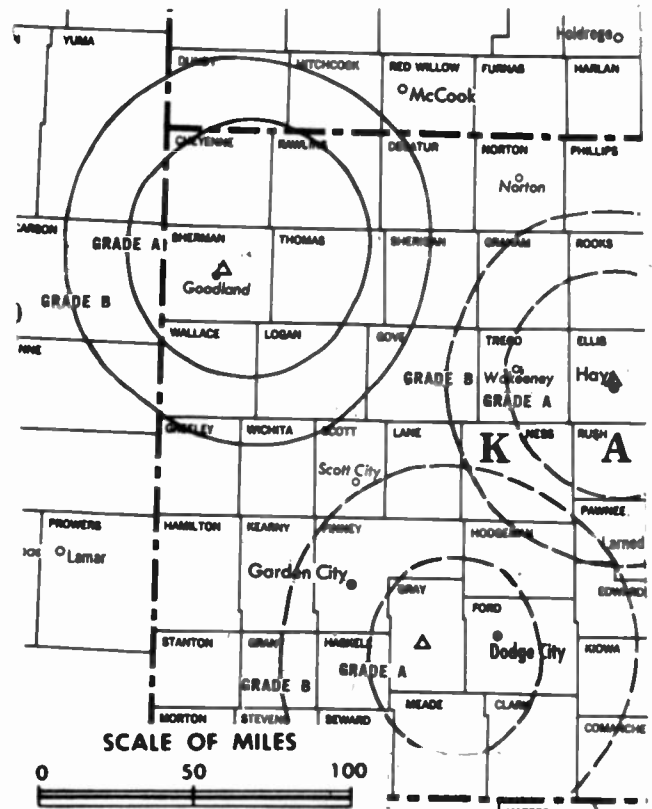 Holdrege
YUMA
DUNDY
HITCHCOCK
RED WILLOW
FURNAS
HARLAN
McCook
CHEYENNE
RAWLINS
DECATUR
NORTON
PHILLIPS
Norton
CARSON
GRADE A
SHERMAN
THOMAS
SHERIDAN
GRAHAM
ROOKS
Goodland
GRADE B
WALLACE
LOGAN
GOVE
TREGO
ELLIS
GRADE B
Wakeeney
Hays
GRADE A
GREELEY
WICHITA
SCOTT
LANE
K
NESS
RUSH
A
Scott City
PAWNEE
PROWERS
HAMILTON
KEARNY
FINNEY
HODGEMAN
Larned
Lamar
Garden City
GRAY
EDWARD
FORD
STANTON
GRANT
HASKELL
Dodge City
KIOWA
GRADE A
GRADE B
MEADE
CLARK
MORTON
STEVENS
SEWARD
COMANCHE
SCALE OF MILES
0 50 100